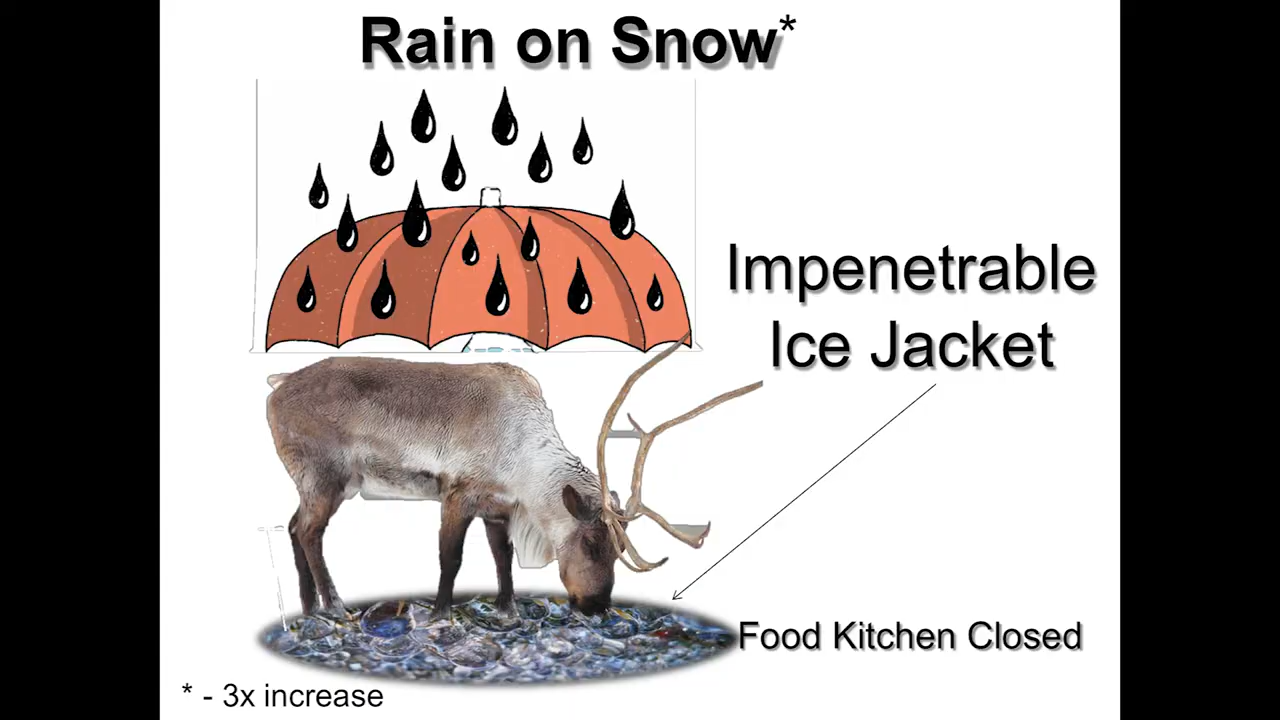 Rain on Snow*
Impenetrable
Ice Jacket
Food Kitchen Closed
* - 3x increase